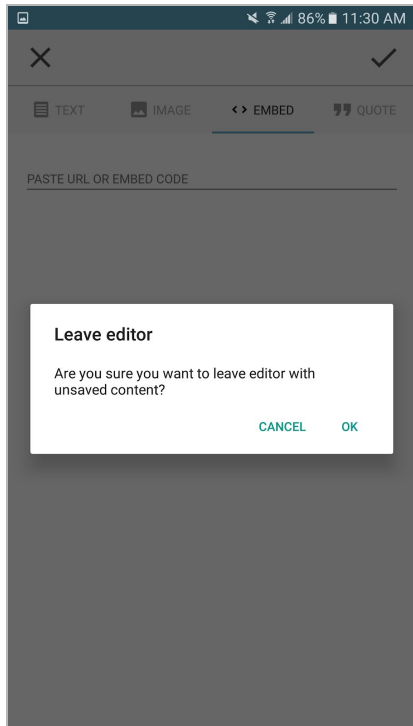 86% 11:30 AM
TEXT IMAGE <> EMBED QUOTE
PASTE URL OR EMBED CODE
Leave editor
Are you sure you want to leave editor with
unsaved content?
CANCEL OK